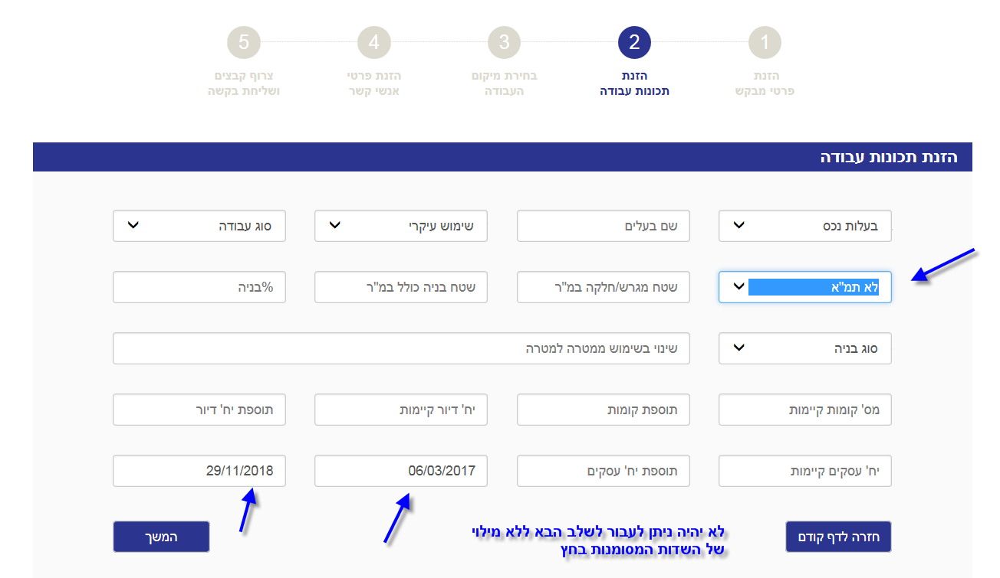 1 2 3 4 5
הזנת הזנת בחירת מיקום הזנת פרטי צרוף קבצים
פרטי מבקש תכונות עבודה העבודה אנשי קשר ושליחת בקשה
הזנת תכונות עבודה
בעלות נכס שם בעלים שימוש עיקרי סוג עבודה
לא תמ"א שטח מגרש/חלקה במ"ר שטח בניה כולל במ"ר %בניה
סוג בניה שינוי בשימוש ממטרה למטרה
מס' קומות קיימות תוספת קומות יח' דיור קיימות תוספת יח' דיור
יח' עסקים קיימות תוספת יח' עסקים 06/03/2017 29/11/2018
חזרה לדף קודם לא יהיה ניתן לעבור לשלב הבא ללא מילוי המשך
של השדות המסומנות בחץ